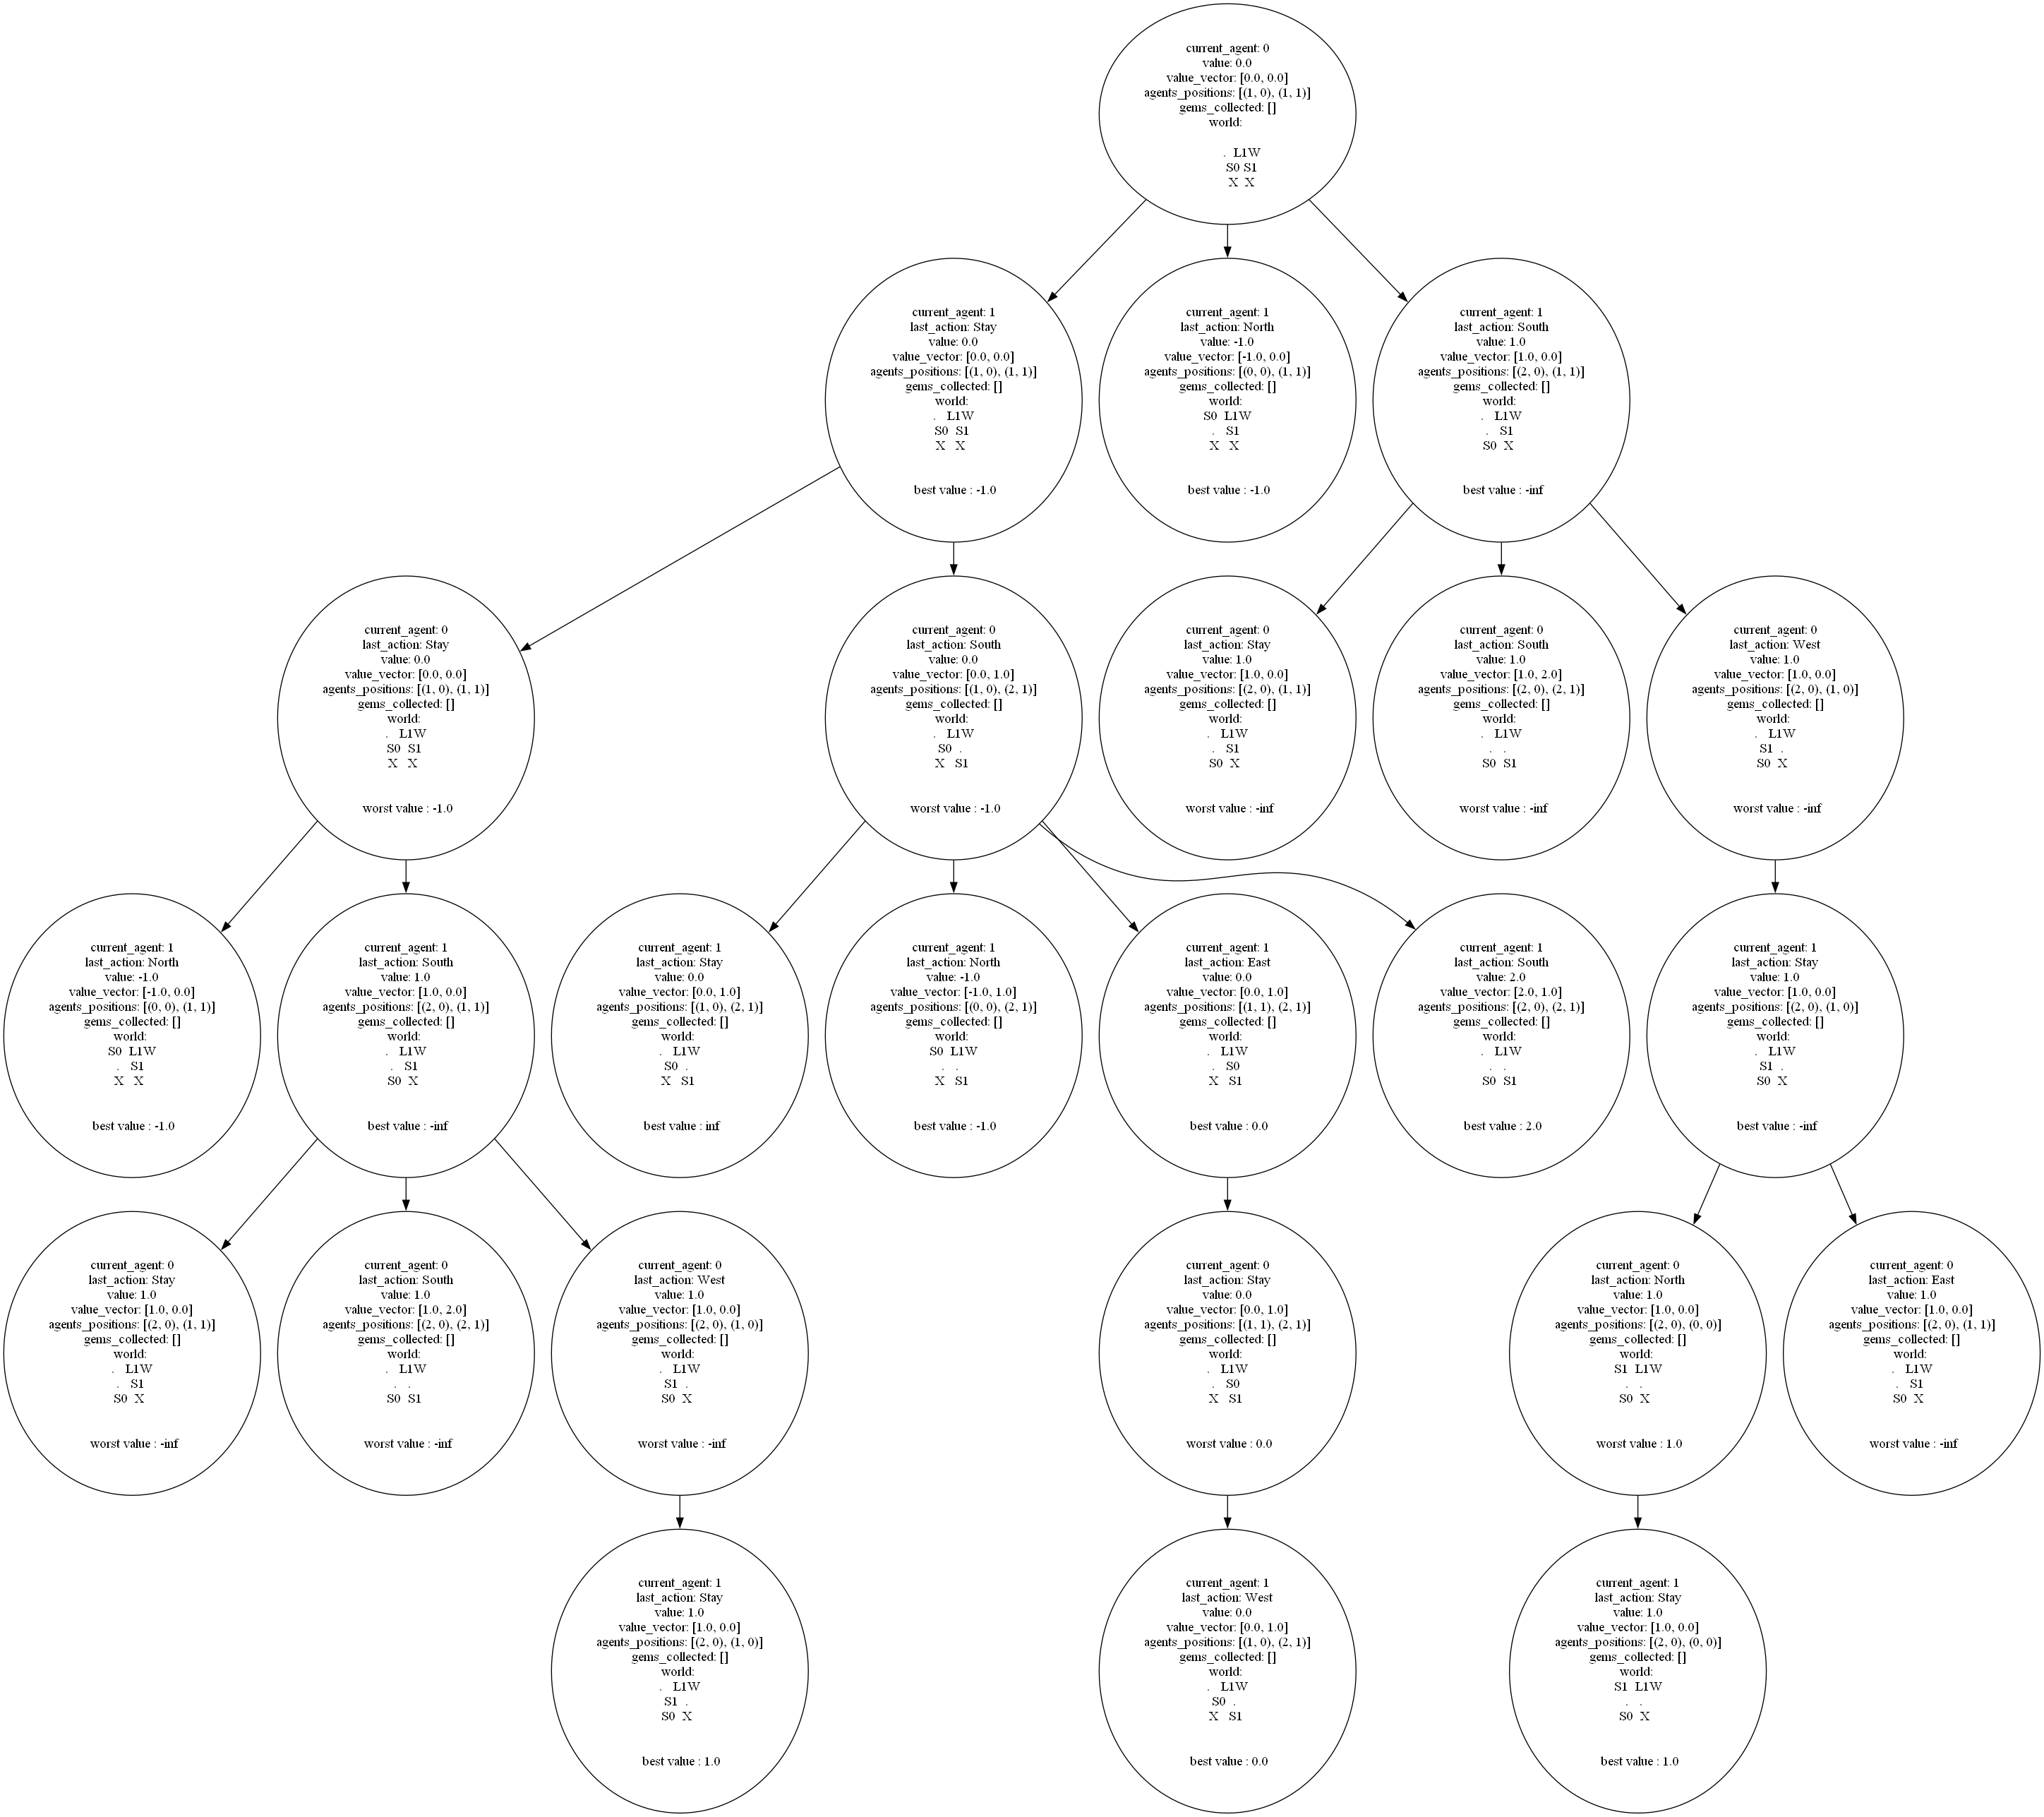 current_agent: 0
value: 0.0
value_vector: [0.0, 0.0]
agents_positions: [(1, 0), (1, 1)]
gems_collected: []
world:
. L1W
S0 S1
X X
current_agent: 1
last_action: Stay
value: 0.0
value_vector: [0.0, 0.0]
agents_positions: [(1, 0), (1, 1)]
gems_collected: []
world:
. L1W
S0 S1
X X
best value : -1.0
current_agent: 1
last_action: North
value: -1.0
value_vector: [-1.0, 0.0]
agents_positions: [(0, 0), (1, 1)]
gems_collected: []
world:
S0 L1W
. S1
X X
best value : -1.0
current_agent: 1
last_action: South
value: 1.0
value_vector: [1.0, 0.0]
agents_positions: [(2, 0), (1, 1)]
gems_collected: []
world:
. L1W
. S1
S0 X
best value : -inf
current_agent: 0
last_action: Stay
value: 0.0
value_vector: [0.0, 0.0]
agents_positions: [(1, 0), (1, 1)]
gems_collected: []
world:
. L1W
S0 S1
X X
worst value : -1.0
current_agent: 0
last_action: South
value: 0.0
value_vector: [0.0, 1.0]
agents_positions: [(1, 0), (2, 1)]
gems_collected: []
world:
. L1W
S0 .
X S1
worst value : -1.0
current_agent: 0
last_action: Stay
value: 1.0
value_vector: [1.0, 0.0]
agents_positions: [(2, 0), (1, 1)]
gems_collected: []
world:
. L1W
. S1
S0 X
worst value : -inf
current_agent: 0
last_action: South
value: 1.0
value_vector: [1.0, 2.0]
agents_positions: [(2, 0), (2, 1)]
gems_collected: []
world:
. L1W
. .
S0 S1
worst value : -inf
current_agent: 0
last_action: West
value: 1.0
value_vector: [1.0, 0.0]
agents_positions: [(2, 0), (1, 0)]
gems_collected: []
world:
. L1W
S1 .
S0 X
worst value : -inf
current_agent: 1
last_action: North
value: -1.0
value_vector: [-1.0, 0.0]
agents_positions: [(0, 0), (1, 1)]
gems_collected: []
world:
S0 L1W
. S1
X X
best value : -1.0
current_agent: 1
last_action: South
value: 1.0
value_vector: [1.0, 0.0]
agents_positions: [(2, 0), (1, 1)]
gems_collected: []
world:
. L1W
. S1
S0 X
best value : -inf
current_agent: 1
last_action: Stay
value: 0.0
value_vector: [0.0, 1.0]
agents_positions: [(1, 0), (2, 1)]
gems_collected: []
world:
. L1W
S0 .
X S1
best value : inf
current_agent: 1
last_action: North
value: -1.0
value_vector: [-1.0, 1.0]
agents_positions: [(0, 0), (2, 1)]
gems_collected: []
world:
S0 L1W
. .
X S1
best value : -1.0
current_agent: 1
last_action: East
value: 0.0
value_vector: [0.0, 1.0]
agents_positions: [(1, 1), (2, 1)]
gems_collected: []
world:
. L1W
. S0
X S1
best value : 0.0
current_agent: 1
last_action: South
value: 2.0
value_vector: [2.0, 1.0]
agents_positions: [(2, 0), (2, 1)]
gems_collected: []
world:
. L1W
. .
S0 S1
best value : 2.0
current_agent: 1
last_action: Stay
value: 1.0
value_vector: [1.0, 0.0]
agents_positions: [(2, 0), (1, 0)]
gems_collected: []
world:
. L1W
S1 .
S0 X
best value : -inf
current_agent: 0
last_action: Stay
value: 1.0
value_vector: [1.0, 0.0]
agents_positions: [(2, 0), (1, 1)]
gems_collected: []
world:
. L1W
. S1
S0 X
worst value : -inf
current_agent: 0
last_action: South
value: 1.0
value_vector: [1.0, 2.0]
agents_positions: [(2, 0), (2, 1)]
gems_collected: []
world:
. L1W
. .
S0 S1
worst value : -inf
current_agent: 0
last_action: West
value: 1.0
value_vector: [1.0, 0.0]
agents_positions: [(2, 0), (1, 0)]
gems_collected: []
world:
. L1W
S1 .
S0 X
worst value : -inf
current_agent: 0
last_action: Stay
value: 0.0
value_vector: [0.0, 1.0]
agents_positions: [(1, 1), (2, 1)]
gems_collected: []
world:
. L1W
. S0
X S1
worst value : 0.0
current_agent: 0
last_action: North
value: 1.0
value_vector: [1.0, 0.0]
agents_positions: [(2, 0), (0, 0)]
gems_collected: []
world:
S1 L1W
. .
S0 X
worst value : 1.0
current_agent: 0
last_action: East
value: 1.0
value_vector: [1.0, 0.0]
agents_positions: [(2, 0), (1, 1)]
gems_collected: []
world:
. L1W
. S1
S0 X
worst value : -inf
current_agent: 1
last_action: Stay
value: 1.0
value_vector: [1.0, 0.0]
agents_positions: [(2, 0), (1, 0)]
gems_collected: []
world:
. L1W
S1 .
S0 X
best value : 1.0
current_agent: 1
last_action: West
value: 0.0
value_vector: [0.0, 1.0]
agents_positions: [(1, 0), (2, 1)]
gems_collected: []
world:
. L1W
S0 .
X S1
best value : 0.0
current_agent: 1
last_action: Stay
value: 1.0
value_vector: [1.0, 0.0]
agents_positions: [(2, 0), (0, 0)]
gems_collected: []
world:
S1 L1W
. .
S0 X
best value : 1.0